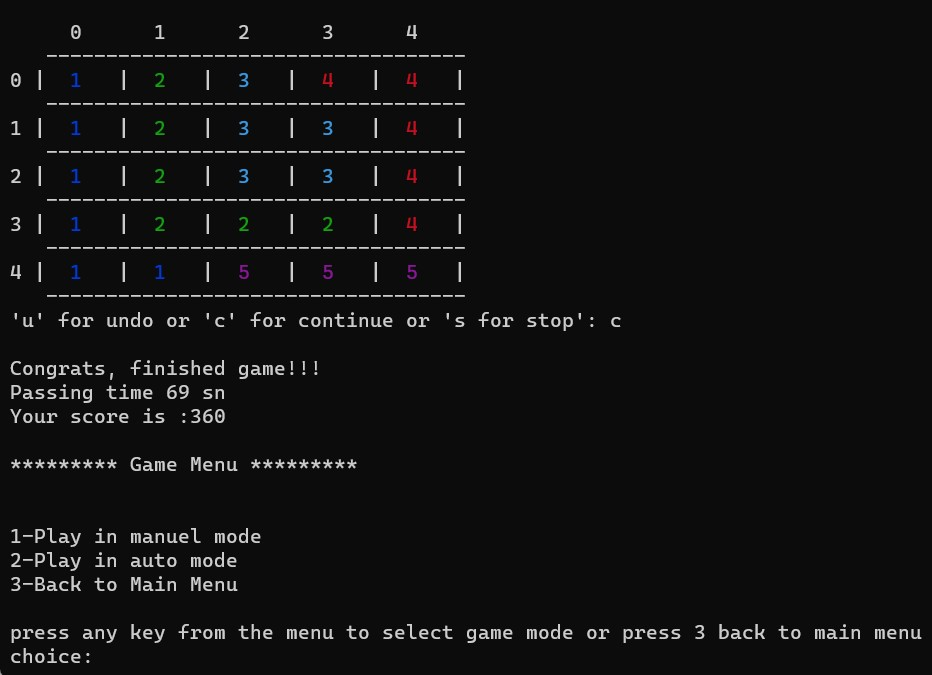 0 1 2 3 4
0 | 1 | 2 | 3 | 4 | 4 |
1 | 1 | 2 | 3 | 3 | 4 |
2 | 1 | 2 | 3 | 3 | 4 |
3 | 1 | 2 | 2 | 2 | 4 |
4 | 1 | 1 | 5 | 5 | 5 |
'u' for undo or 'c' for continue or 's for stop': c
Congrats, finished game!!!
Passing time 69 sn
Your score is :360
********* Game Menu *********
1-Play in manuel mode
2-Play in auto mode
3-Back to Main Menu
press any key from the menu to select game mode or press 3 back to main menu
choice: